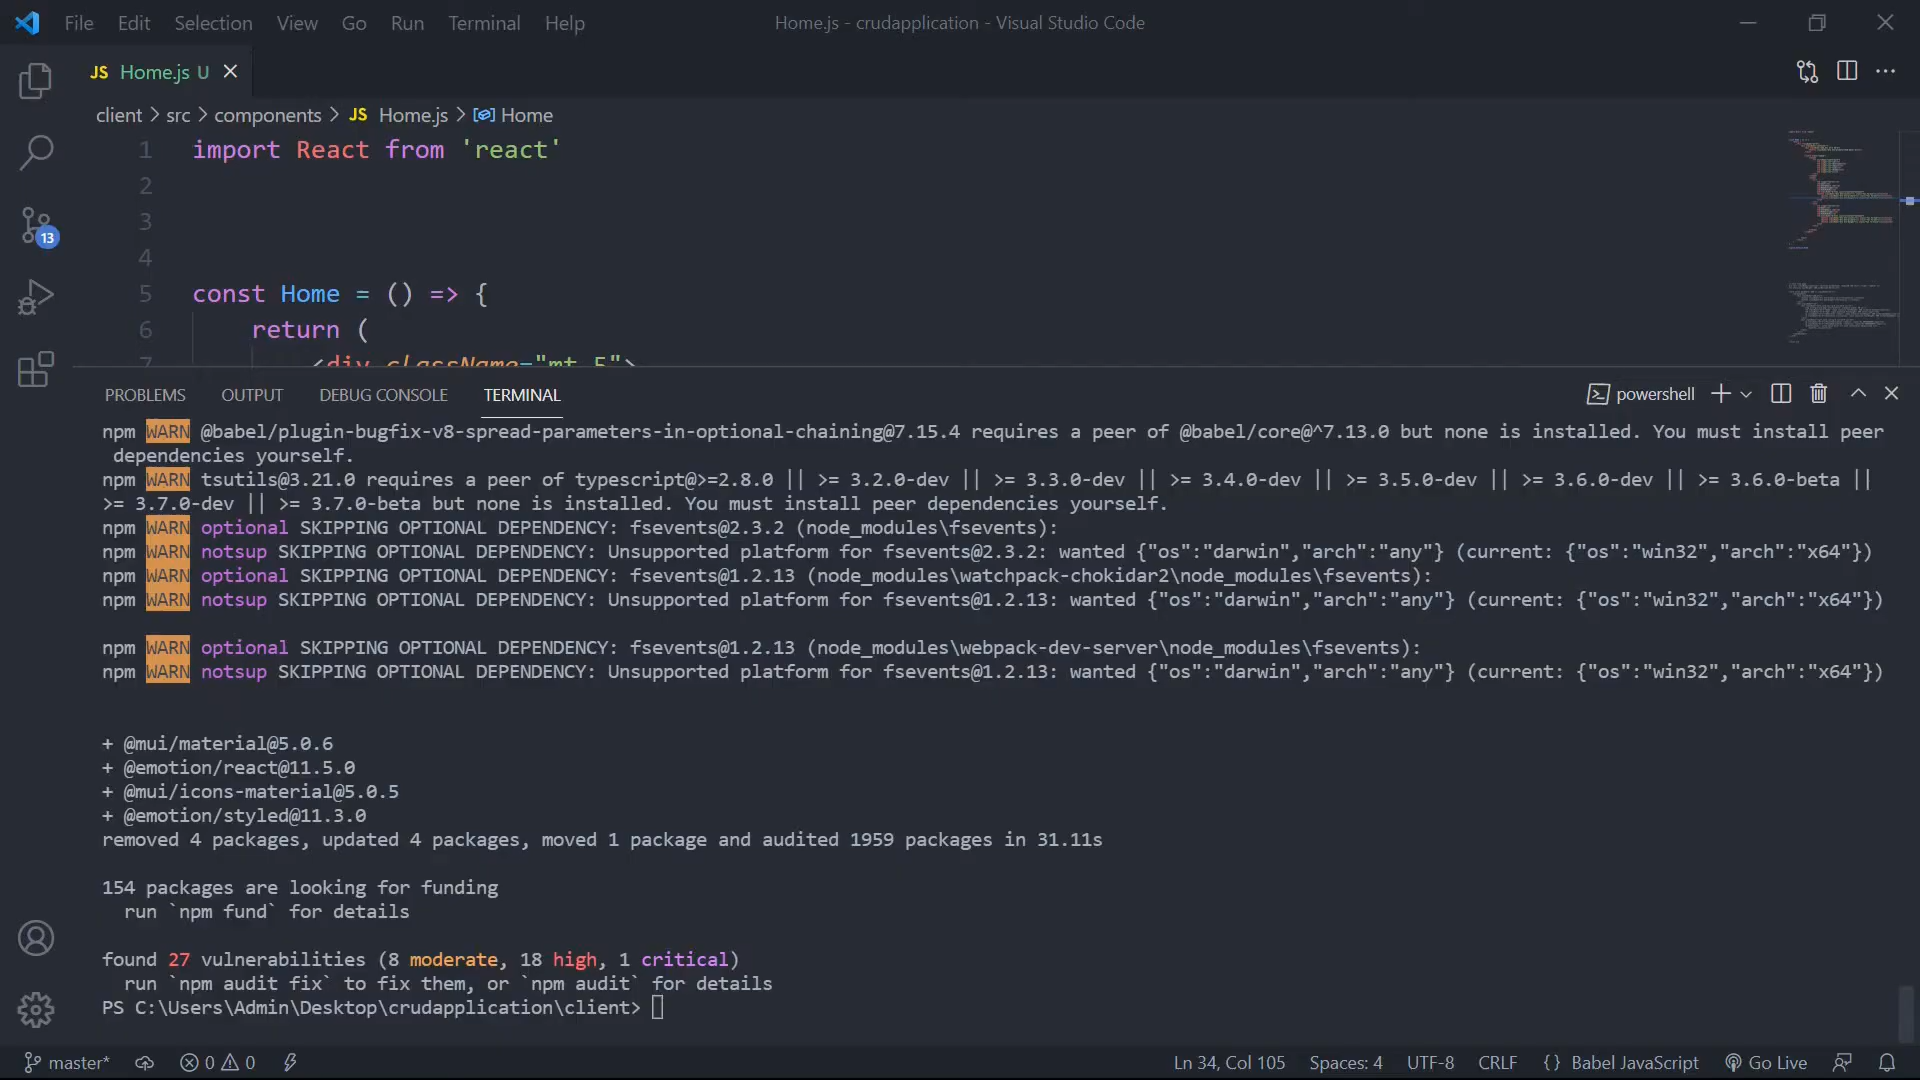 File Edit Selection View Go Run Terminal Help
Home.js - crudapplication - Visual Studio Code
JS Home.js U
client > src > components > JS Home.js > Home
1 import React from 'react'
2
3
4
5 const Home = () => {
6 return (
7 <div className="mt-5">
13
PROBLEMS OUTPUT DEBUG CONSOLE TERMINAL
powershell
npm WARN @babel/plugin-bugfix-v8-spread-parameters-in-optional-chaining@7.15.4 requires a peer of @babel/core@^7.13.0 but none is installed. You must install peer
dependencies yourself.
npm WARN tsutils@3.21.0 requires a peer of typescript@>=2.8.0 || >= 3.2.0-dev || >= 3.3.0-dev || >= 3.4.0-dev || >= 3.5.0-dev || >= 3.6.0-dev || >= 3.6.0-beta ||
>= 3.7.0-dev || >= 3.7.0-beta but none is installed. You must install peer dependencies yourself.
npm WARN optional SKIPPING OPTIONAL DEPENDENCY: fsevents@2.3.2 (node_modules\fsevents):
npm WARN notsup SKIPPING OPTIONAL DEPENDENCY: Unsupported platform for fsevents@2.3.2: wanted {"os":"darwin","arch":"any"} (current: {"os":"win32","arch":"x64"})
npm WARN optional SKIPPING OPTIONAL DEPENDENCY: fsevents@1.2.13 (node_modules\watchpack-chokidar2\node_modules\fsevents):
npm WARN notsup SKIPPING OPTIONAL DEPENDENCY: Unsupported platform for fsevents@1.2.13: wanted {"os":"darwin","arch":"any"} (current: {"os":"win32","arch":"x64"})
npm WARN optional SKIPPING OPTIONAL DEPENDENCY: fsevents@1.2.13 (node_modules\webpack-dev-server\node_modules\fsevents):
npm WARN notsup SKIPPING OPTIONAL DEPENDENCY: Unsupported platform for fsevents@1.2.13: wanted {"os":"darwin","arch":"any"} (current: {"os":"win32","arch":"x64"})
+ @mui/material@5.0.6
+ @emotion/react@11.5.0
+ @mui/icons-material@5.0.5
+ @emotion/styled@11.3.0
removed 4 packages, updated 4 packages, moved 1 package and audited 1959 packages in 31.11s
154 packages are looking for funding
run `npm fund` for details
found 27 vulnerabilities (8 moderate, 18 high, 1 critical)
run `npm audit fix` to fix them, or `npm audit` for details
PS C:\Users\Admin\Desktop\crudapplication\client>
master* 0 0 Ln 34, Col 105 Spaces: 4 UTF-8 CRLF {} Babel JavaScript Go Live